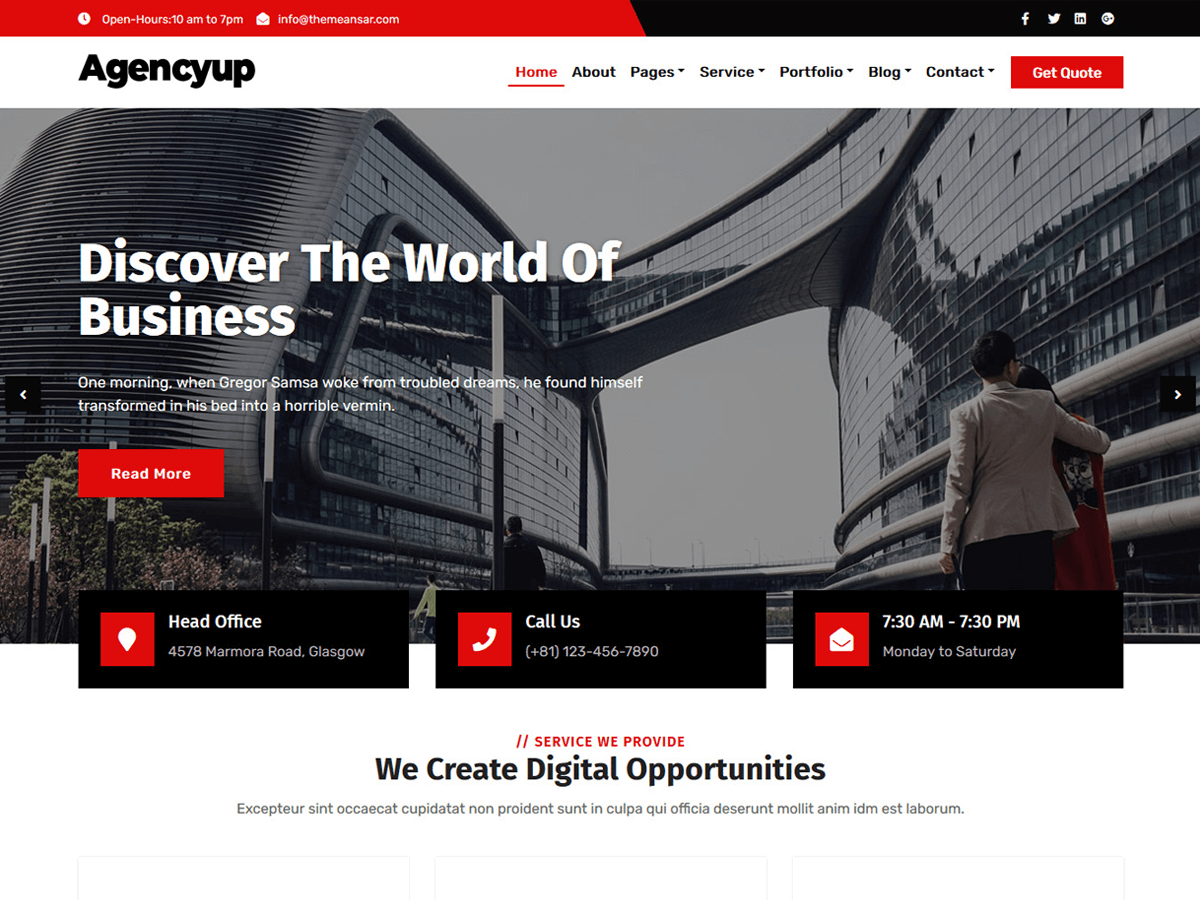 Open-Hours:10 am to 7pm info@themeansar.com
Agencyup
Home About Pages Service Portfolio Blog Contact Get Quote
Discover The World Of
Business
One morning, when Gregor Samsa woke from troubled dreams, he found himself
transformed in his bed into a horrible vermin.
Read More
Head Office
4578 Marmora Road, Glasgow
Call Us
(+81) 123-456-7890
7:30 AM - 7:30 PM
Monday to Saturday
// SERVICE WE PROVIDE
We Create Digital Opportunities
Excepteur sint occaecat cupidatat non proident sunt in culpa qui officia deserunt mollit anim idm est laborum.